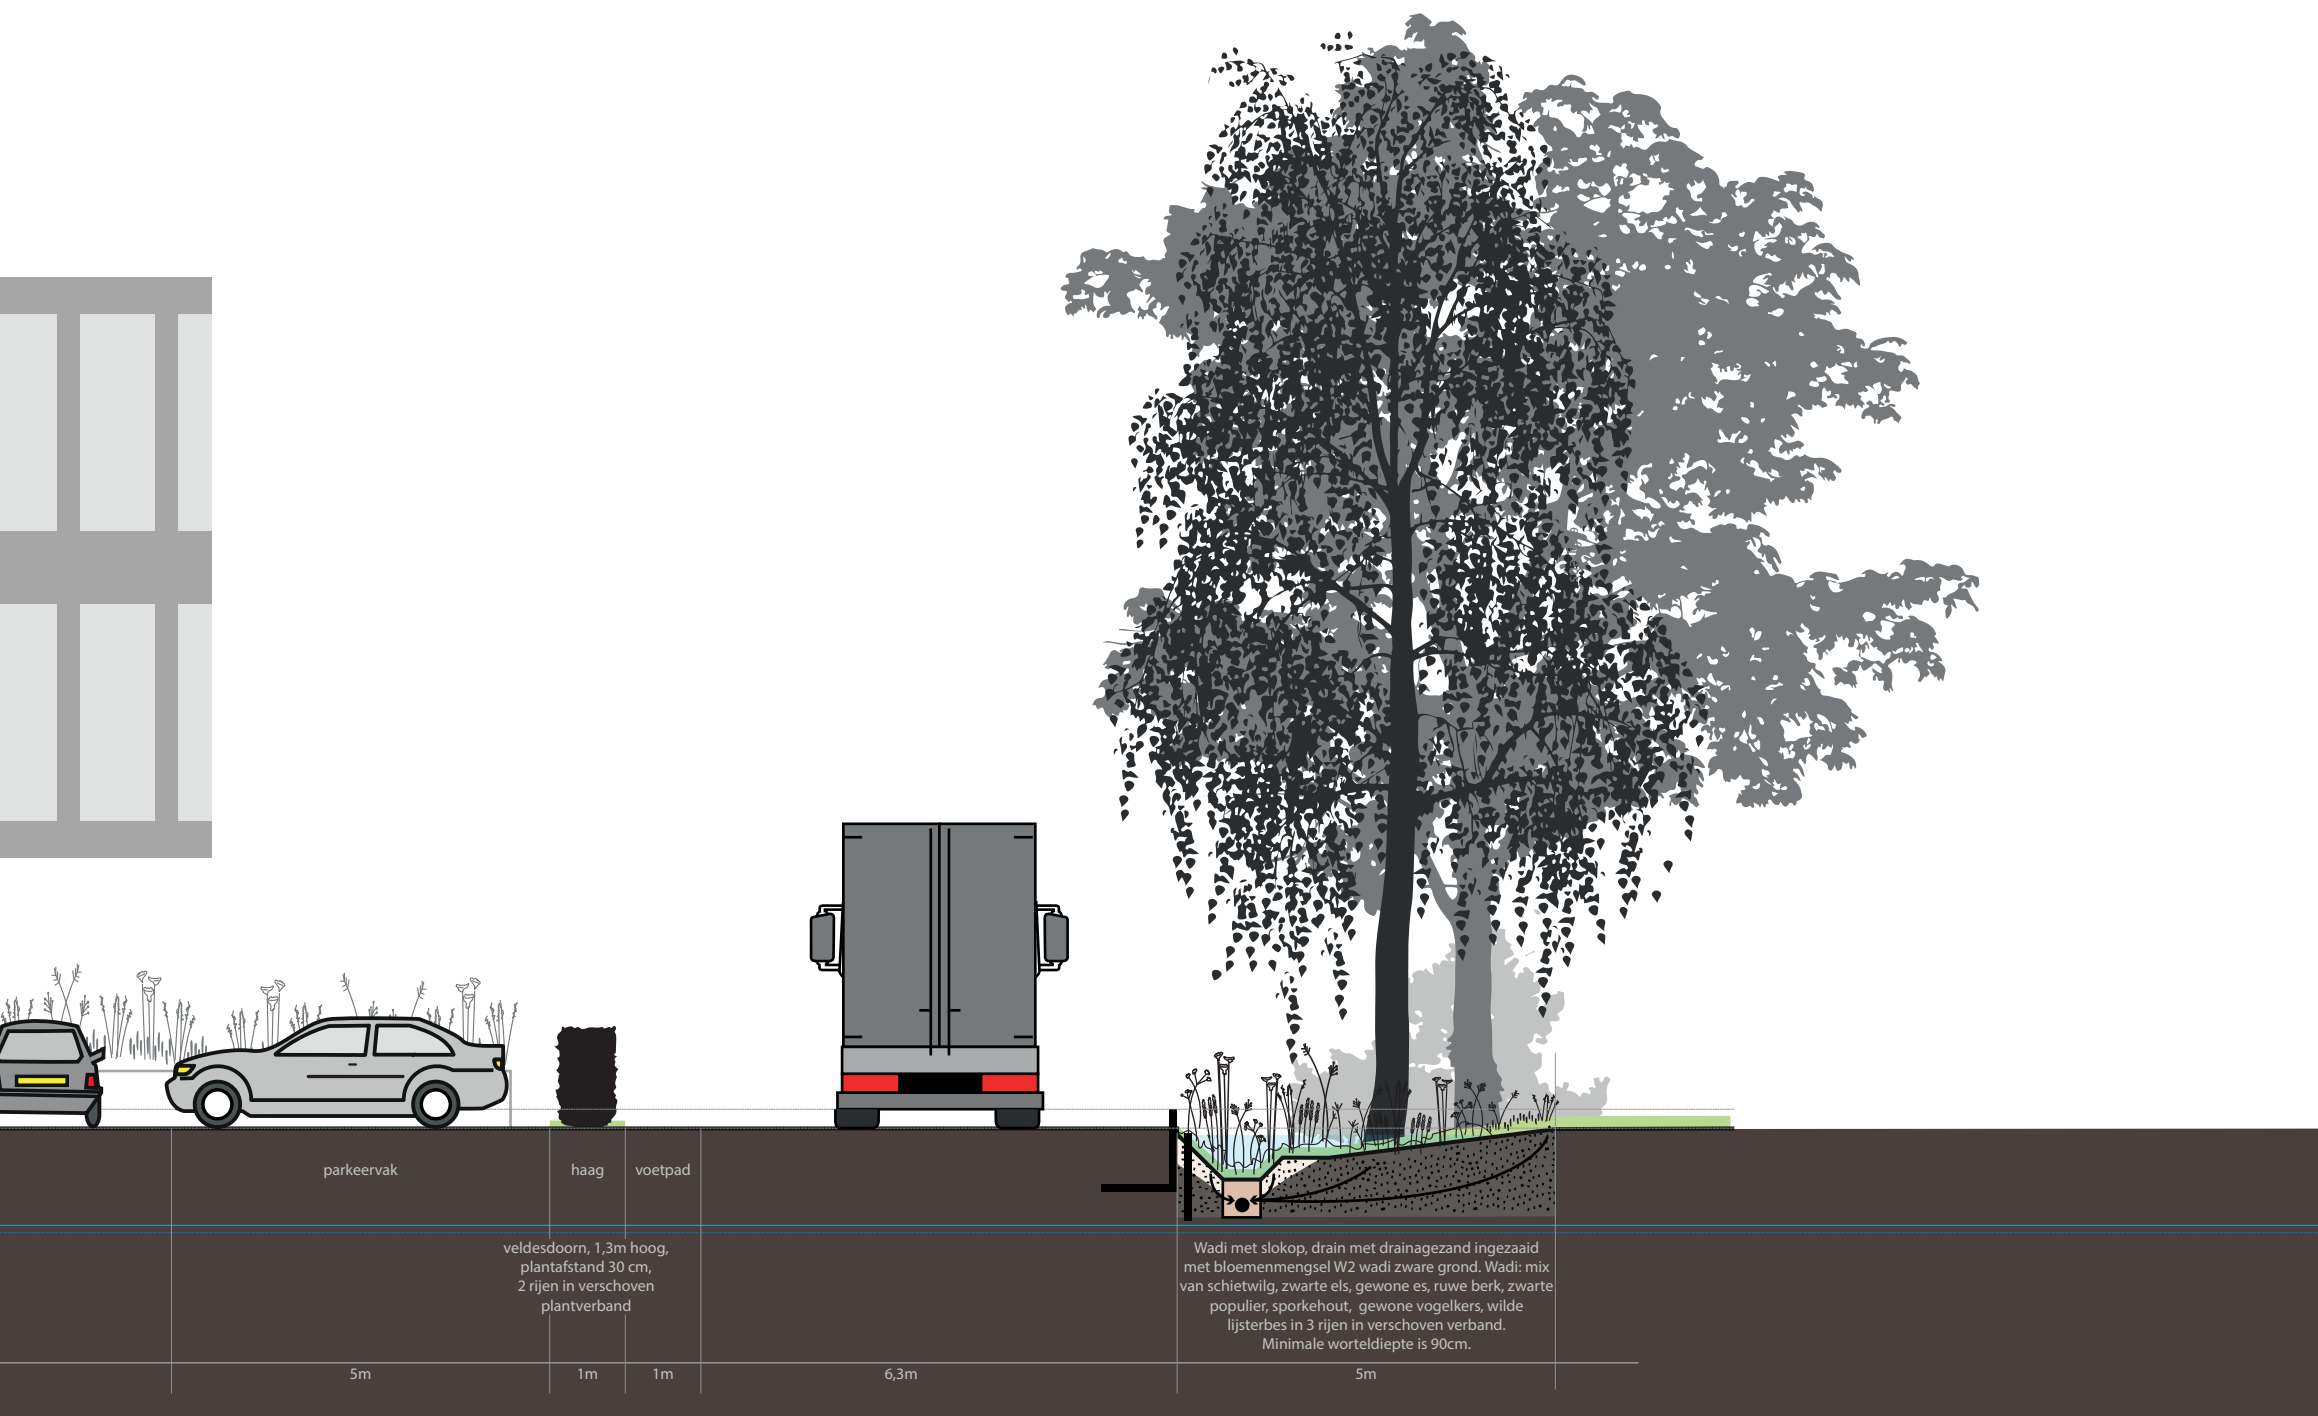 parkeervak
haag
voetpad
veldesdoorn, 1,3m hoog,
plantafstand 30 cm,
2 rijen in verschoven
plantverband
Wadi met slokop, drain met drainagezand ingezaaid
met bloemenmengsel W2 wadi zware grond. Wadi: mix
van schietwilg, zwarte els, gewone es, ruwe berk, zwarte
populier, sporkehout, gewone vogelkers, wilde
lijsterbes in 3 rijen in verschoven verband.
Minimale worteldiepte is 90cm.
5m
1m
1m
6,3m
5m